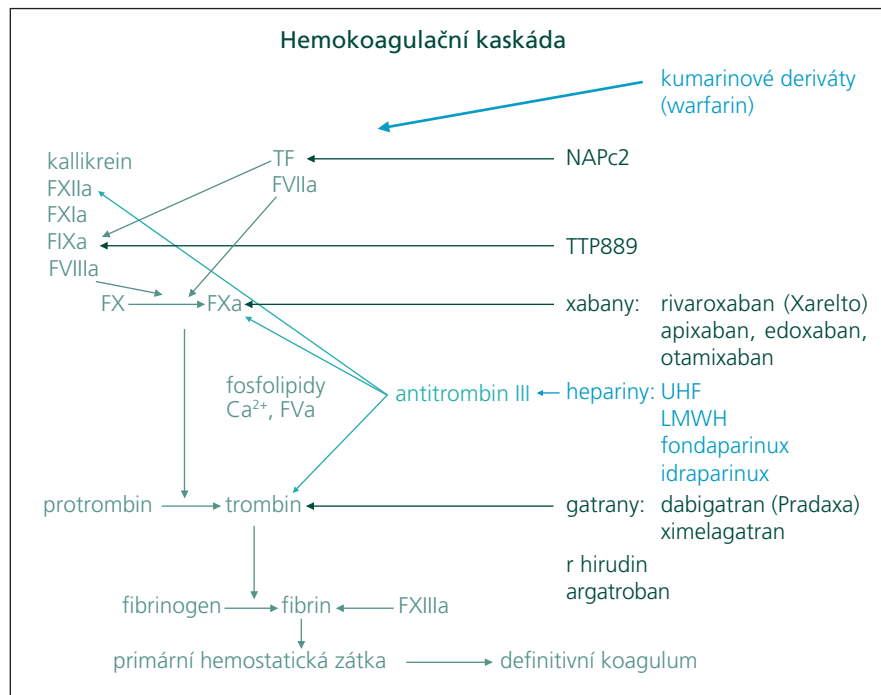 Hemokoagulační kaskáda
kumarinové deriváty
(warfarin)
kallikrein
FXIIa
FXIa
FIXa
FVIIIa
TF
FVIIa
NAPc2
TTP889
FX
FXa
xabany: rivaroxaban (Xarelto)
apixaban, edoxaban,
otamixaban
fosfolipidy
Ca²⁺, FVa
antitrombin III
hepariny: UHF
LMWH
fondaparinux
idraparinux
protrombin
trombin
gatrany: dabigatran (Pradaxa)
ximelagatran
r hirudin
argatroban
fibrinogen
fibrin
FXIIIa
primární hemostatická zátka
definitivní koagulum